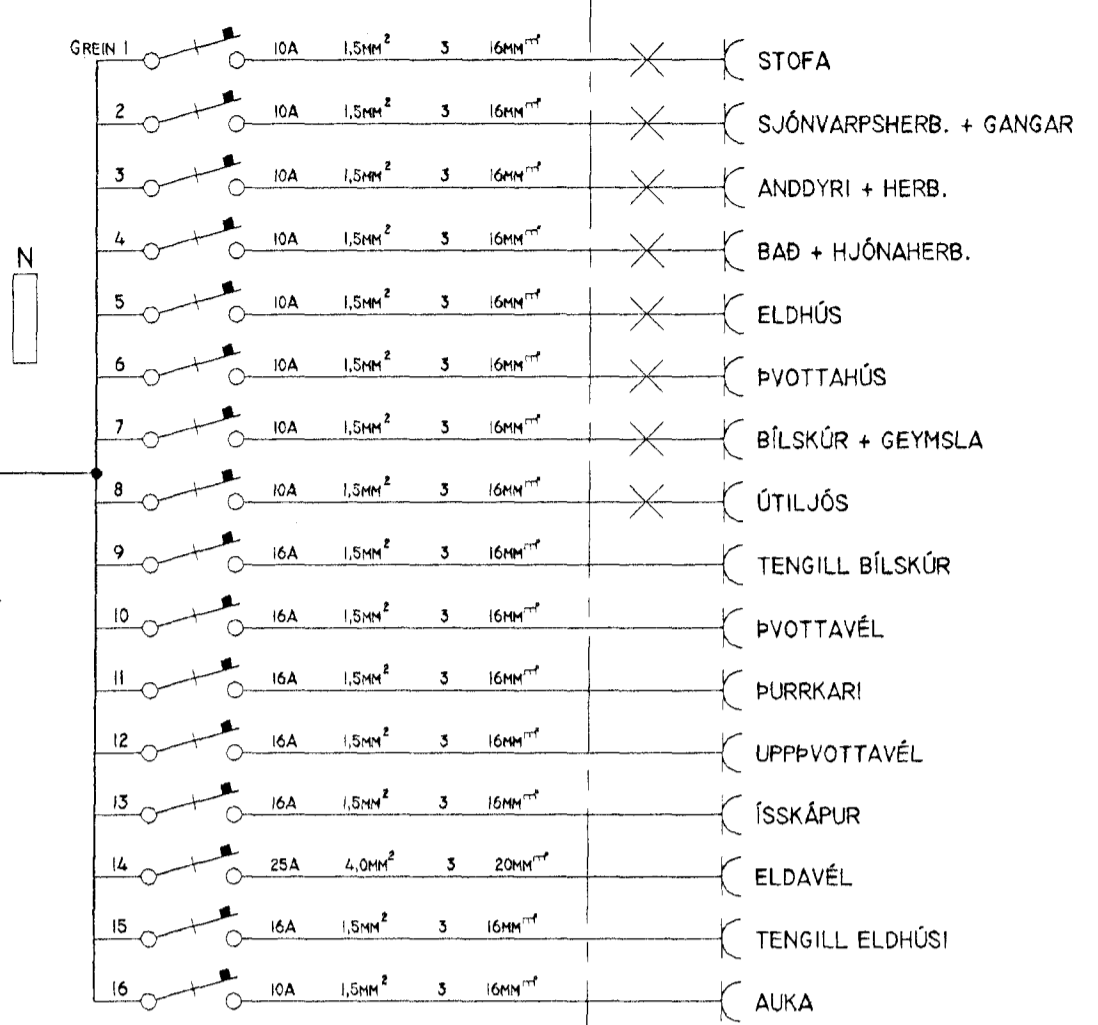 GREIN 1 10A 1,5MM² 3 16MM STOFA
2 10A 1,5MM² 3 16MM SJÓNVARPSHERB. + GANGAR
3 10A 1,5MM² 3 16MM ANDDYRI + HERB.
4 10A 1,5MM² 3 16MM BAÐ + HJÓNAHERB.
N
5 10A 1,5MM² 3 16MM ELDHÚS
6 10A 1,5MM² 3 16MM ÞVOTTAHÚS
7 10A 1,5MM² 3 16MM BÍLSKÚR + GEYMSLA
8 10A 1,5MM² 3 16MM ÚTILJÓS
9 16A 1,5MM² 3 16MM TENGILL BÍLSKÚR
10 16A 1,5MM² 3 16MM ÞVOTTAVÉL
11 16A 1,5MM² 3 16MM ÞURRKARI
12 16A 1,5MM² 3 16MM UPPÞVOTTAVÉL
13 16A 1,5MM² 3 16MM ÍSSKÁPUR
14 25A 4,0MM² 3 20MM ELDAVÉL
15 16A 1,5MM² 3 16MM TENGILL ELDHÚSI
16 10A 1,5MM² 3 16MM AUKA